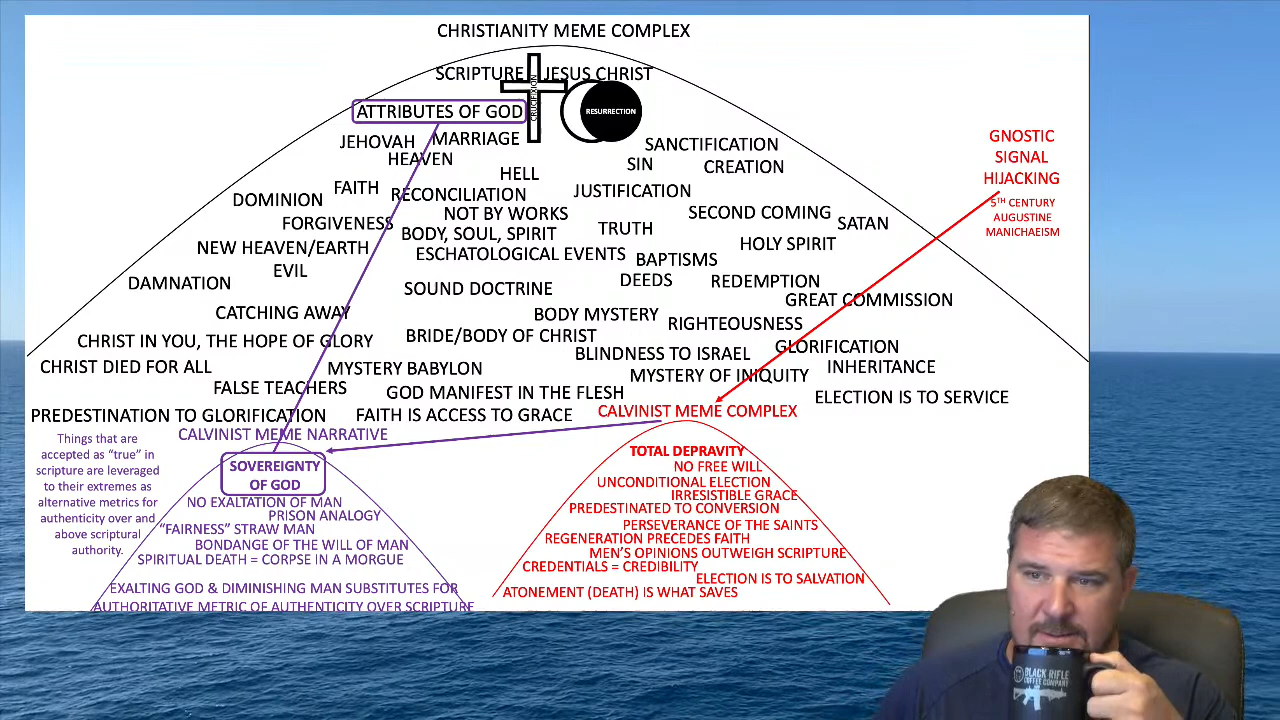 CHRISTIANITY MEME COMPLEX
SCRIPTURE
JESUS CHRIST
CRUCIFIXION
RESURRECTION
ATTRIBUTES OF GOD
JEHOVAH
MARRIAGE
HEAVEN
HELL
SANCTIFICATION
SIN
CREATION
GNOSTIC
SIGNAL
HIJACKING
5TH CENTURY
AUGUSTINE
MANICHAEISM
DOMINION
FAITH
RECONCILIATION
JUSTIFICATION
FORGIVENESS
NOT BY WORKS
SECOND COMING
SATAN
BODY, SOUL, SPIRIT
TRUTH
NEW HEAVEN/EARTH
ESCHATOLOGICAL EVENTS
HOLY SPIRIT
EVIL
BAPTISMS
DAMNATION
SOUND DOCTRINE
DEEDS
REDEMPTION
GREAT COMMISSION
CATCHING AWAY
BODY MYSTERY
RIGHTEOUSNESS
CHRIST IN YOU, THE HOPE OF GLORY
BRIDE/BODY OF CHRIST
BLINDNESS TO ISRAEL
GLORIFICATION
CHRIST DIED FOR ALL
MYSTERY BABYLON
MYSTERY OF INIQUITY
INHERITANCE
FALSE TEACHERS
GOD MANIFEST IN THE FLESH
ELECTION IS TO SERVICE
PREDESTINATION TO GLORIFICATION
FAITH IS ACCESS TO GRACE
CALVINIST MEME COMPLEX
CALVINIST MEME NARRATIVE
Things that are
accepted as “true” in
scripture are leveraged
to their extremes as
alternative metrics for
authenticity over and
above scriptural
authority.
SOVEREIGNTY
OF GOD
NO EXALTATION OF MAN
PRISON ANALOGY
“FAIRNESS” STRAW MAN
BONDANGE OF THE WILL OF MAN
SPIRITUAL DEATH = CORPSE IN A MORGUE
EXALTING GOD & DIMINISHING MAN SUBSTITUTES FOR
AUTHORITATIVE METRIC OF AUTHENTICITY OVER SCRIPTURE
TOTAL DEPRAVITY
NO FREE WILL
UNCONDITIONAL ELECTION
IRRESISTIBLE GRACE
PREDESTINATED TO CONVERSION
PERSEVERANCE OF THE SAINTS
REGENERATION PRECEDES FAITH
MEN’S OPINIONS OUTWEIGH SCRIPTURE
CREDENTIALS = CREDIBILITY
ELECTION IS TO SALVATION
ATONEMENT (DEATH) IS WHAT SAVES
BLACK RIFLE
COFFEE COMPANY